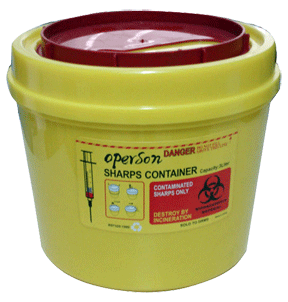 operson DANGER
SHARPS CONTAINER
CONTAMINATED
SHARPS ONLY
DESTROY BY
INCINERATION